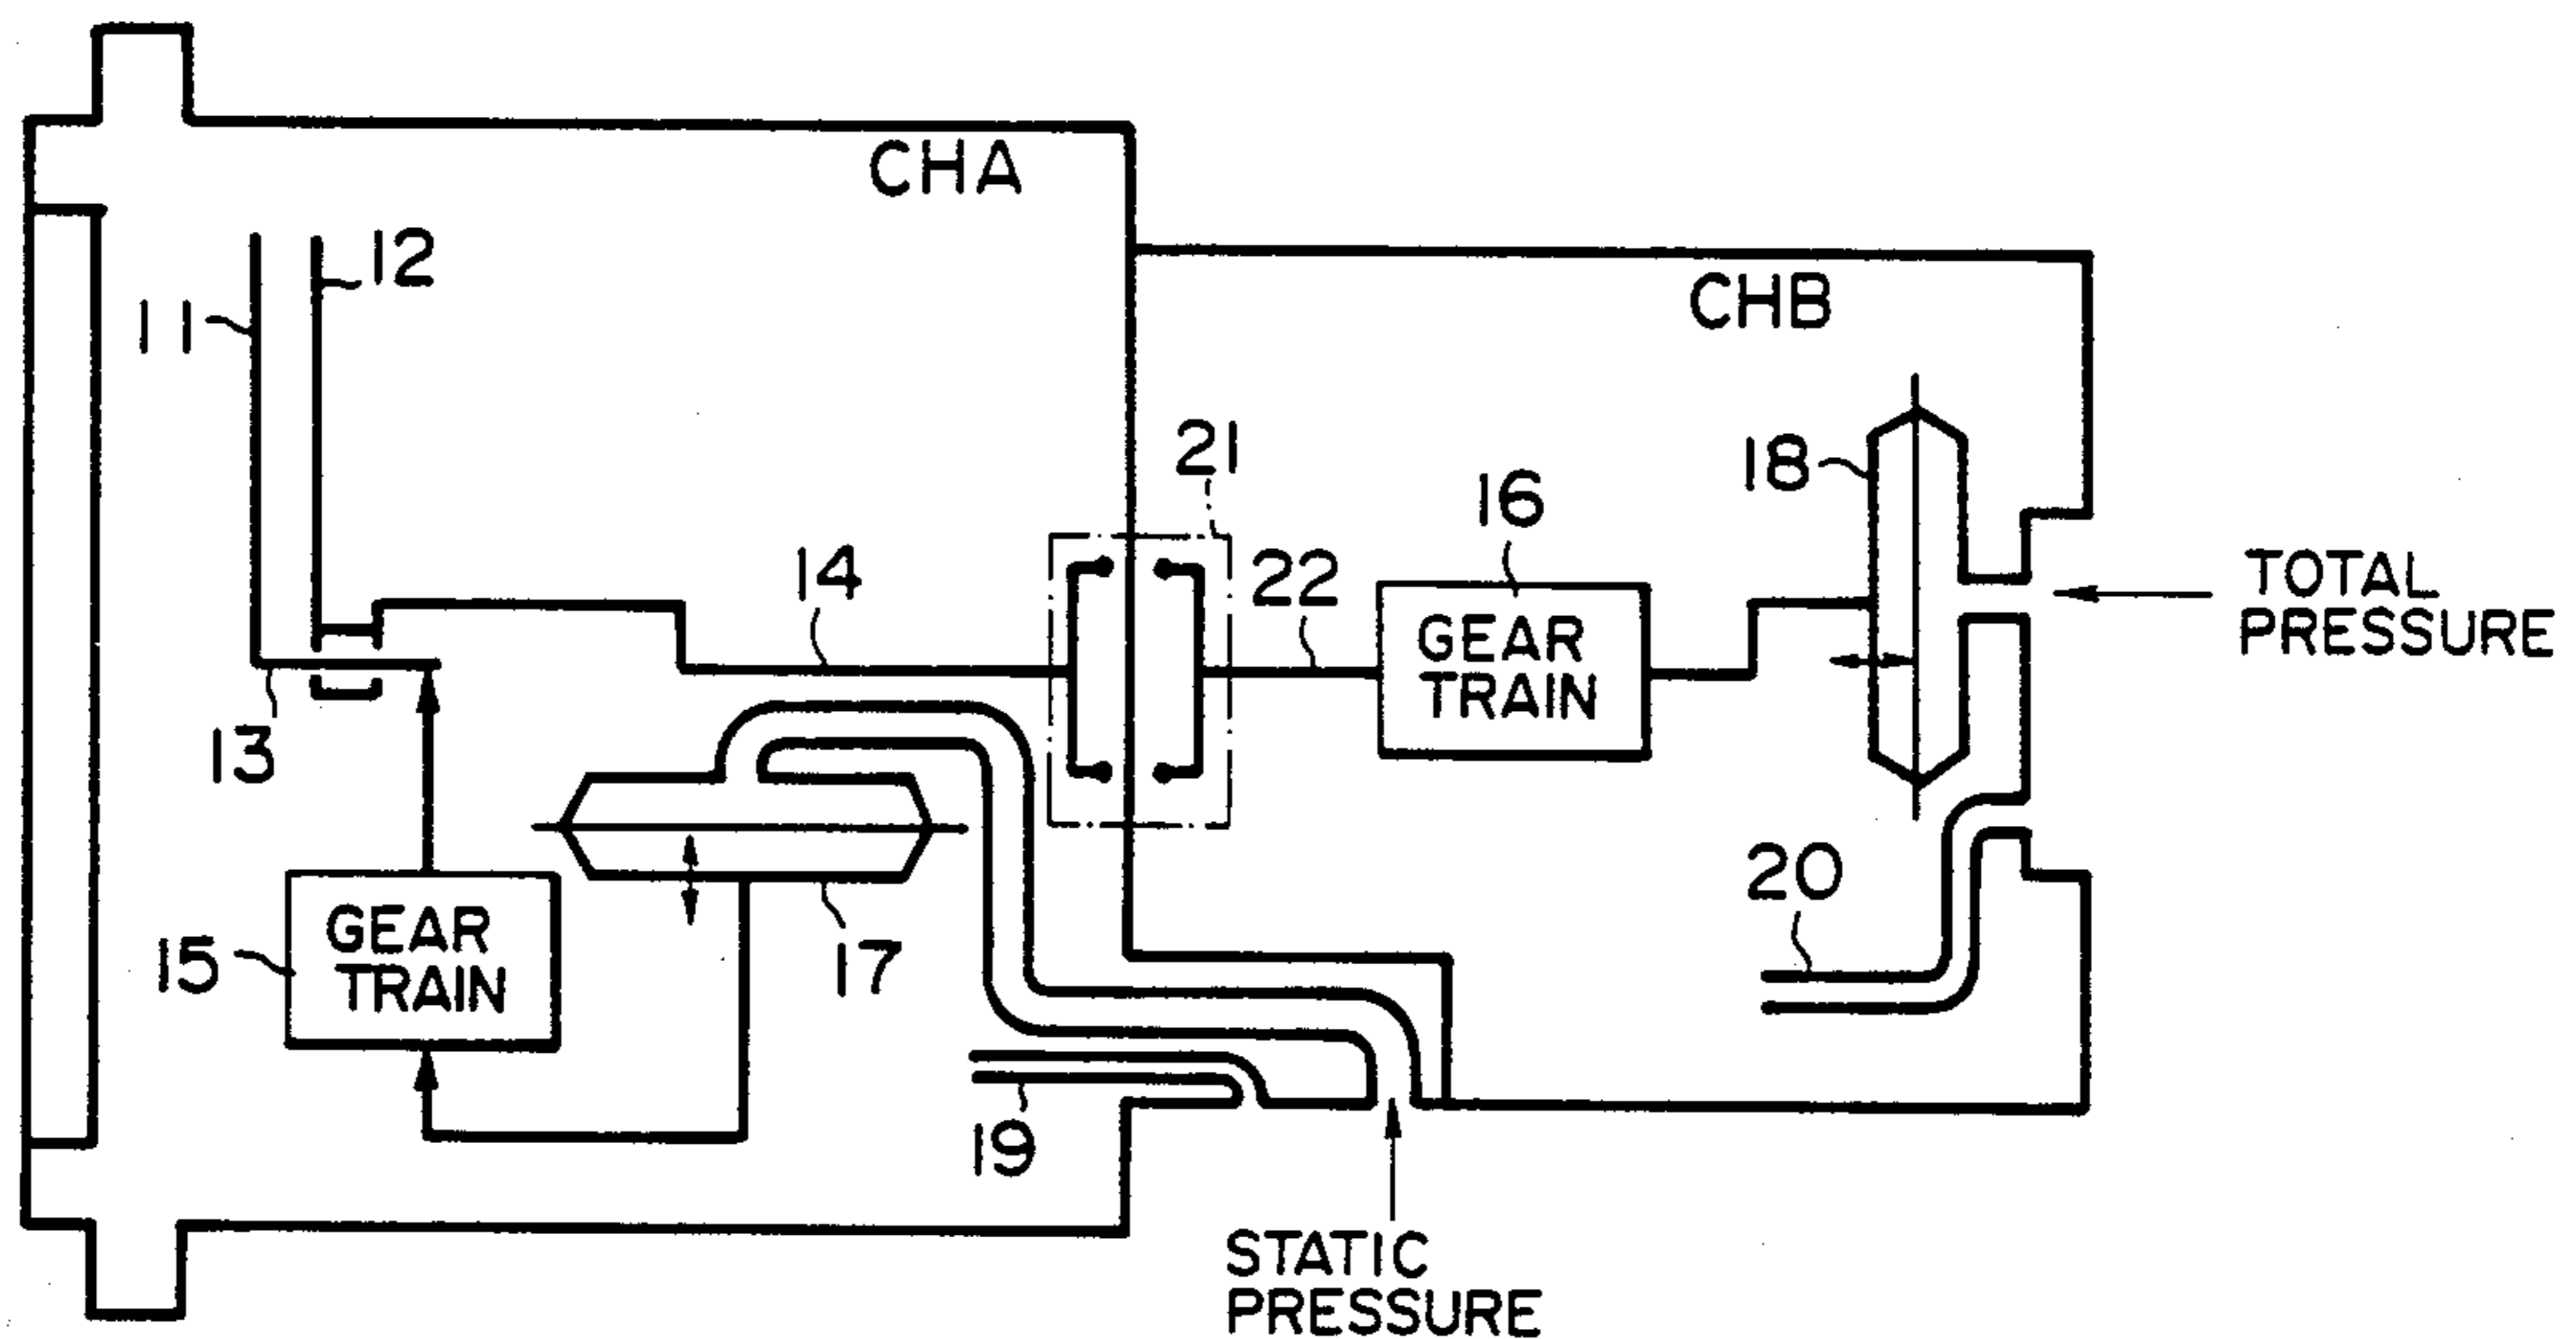 CHA
12
CHB
11
21
18
16
14
22
GEAR
TRAIN
TOTAL
PRESSURE
13
20
GEAR
TRAIN
15
17
19
STATIC
PRESSURE